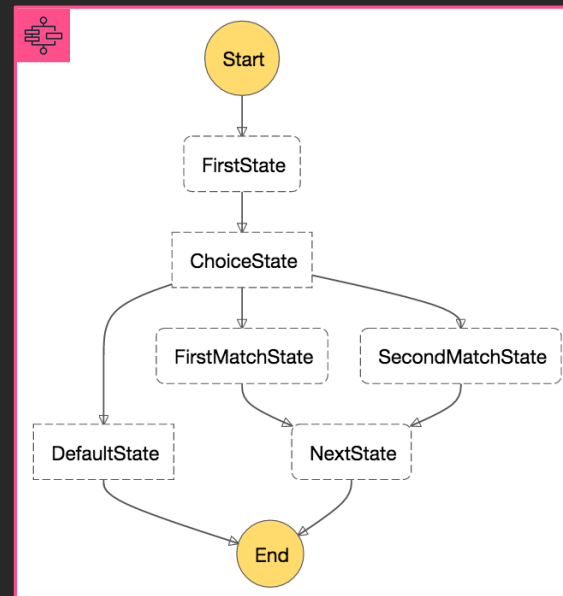 Start
FirstState
ChoiceState
FirstMatchState
SecondMatchState
DefaultState
NextState
End